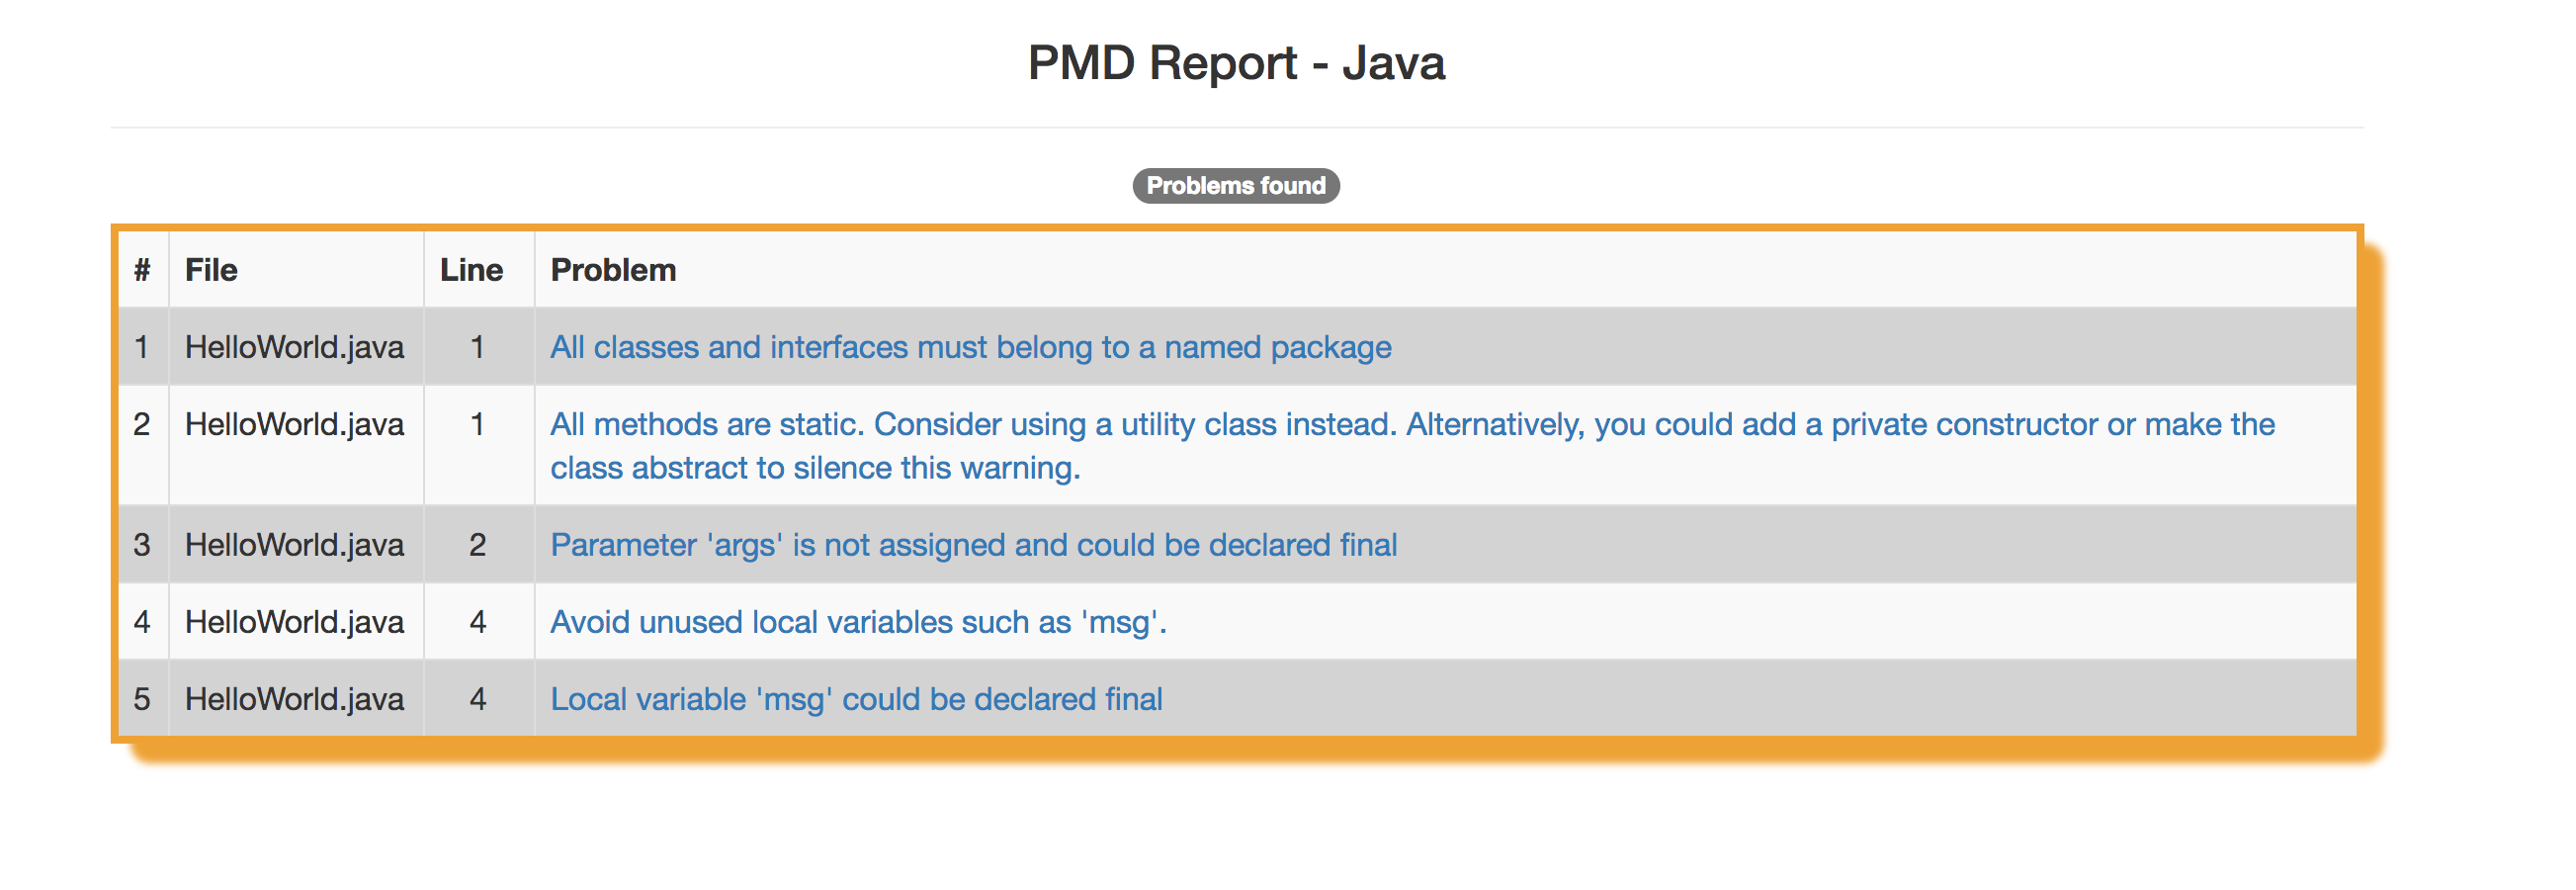 PMD Report - Java
Problems found
# File Line Problem
1 HelloWorld.java 1 All classes and interfaces must belong to a named package
2 HelloWorld.java 1 All methods are static. Consider using a utility class instead. Alternatively, you could add a private constructor or make the
class abstract to silence this warning.
3 HelloWorld.java 2 Parameter 'args' is not assigned and could be declared final
4 HelloWorld.java 4 Avoid unused local variables such as 'msg'.
5 HelloWorld.java 4 Local variable 'msg' could be declared final